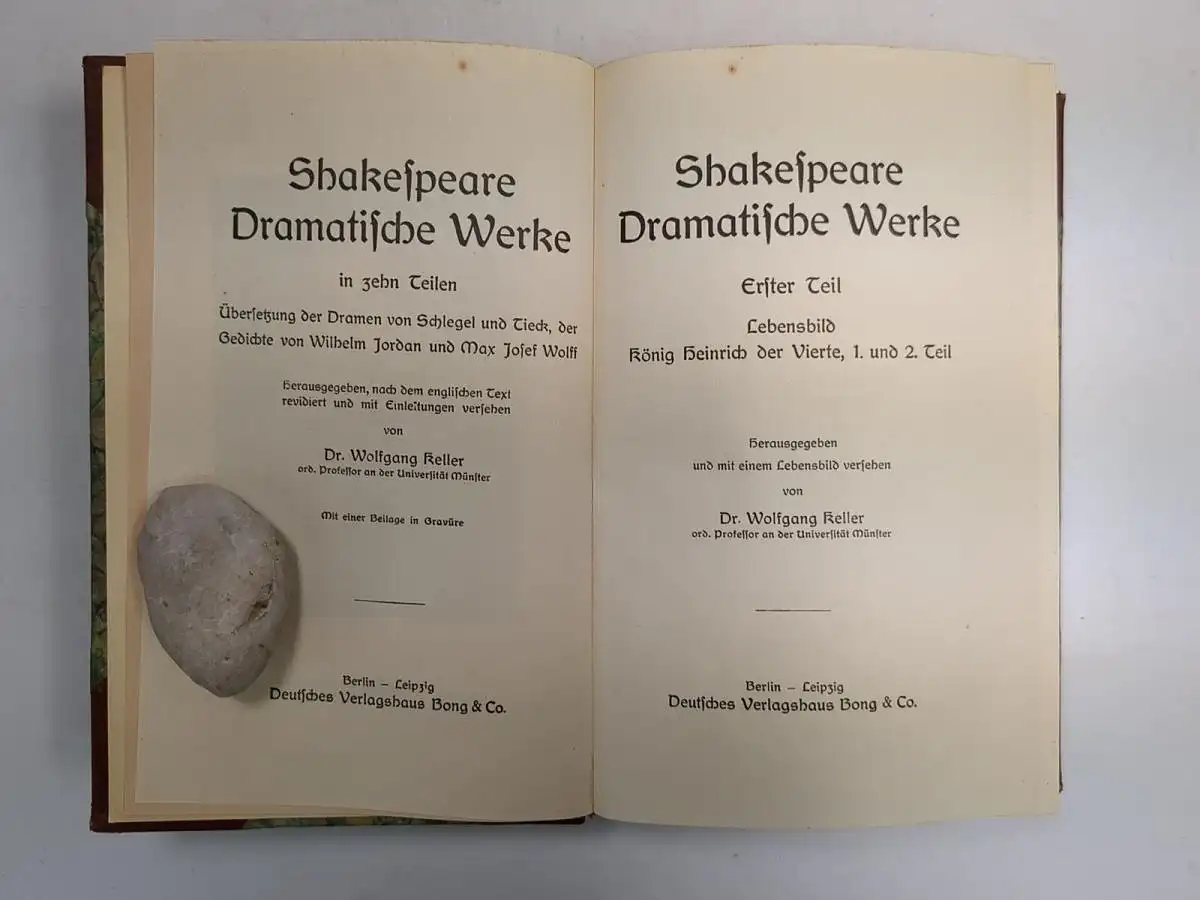 Shakeſpeare
Dramatiſche Werke
in zehn Teilen
Überſetzung der Dramen von Schlegel und Tieck, der
Gedichte von Wilhelm Jordan und Max Joſef Wolff
Herausgegeben, nach dem engliſchen Text
revidiert und mit Einleitungen verſehen
von
Dr. Wolfgang Keller
ord. Profeſſor an der Univerſität Münſter
Mit einer Beilage in Gravüre
Berlin – Leipzig
Deutſches Verlagshaus Bong & Co.
Shakeſpeare
Dramatiſche Werke
Erſter Teil
Lebensbild
König Heinrich der Vierte, 1. und 2. Teil
Herausgegeben
und mit einem Lebensbild verſehen
von
Dr. Wolfgang Keller
ord. Profeſſor an der Univerſität Münſter
Berlin – Leipzig
Deutſches Verlagshaus Bong & Co.